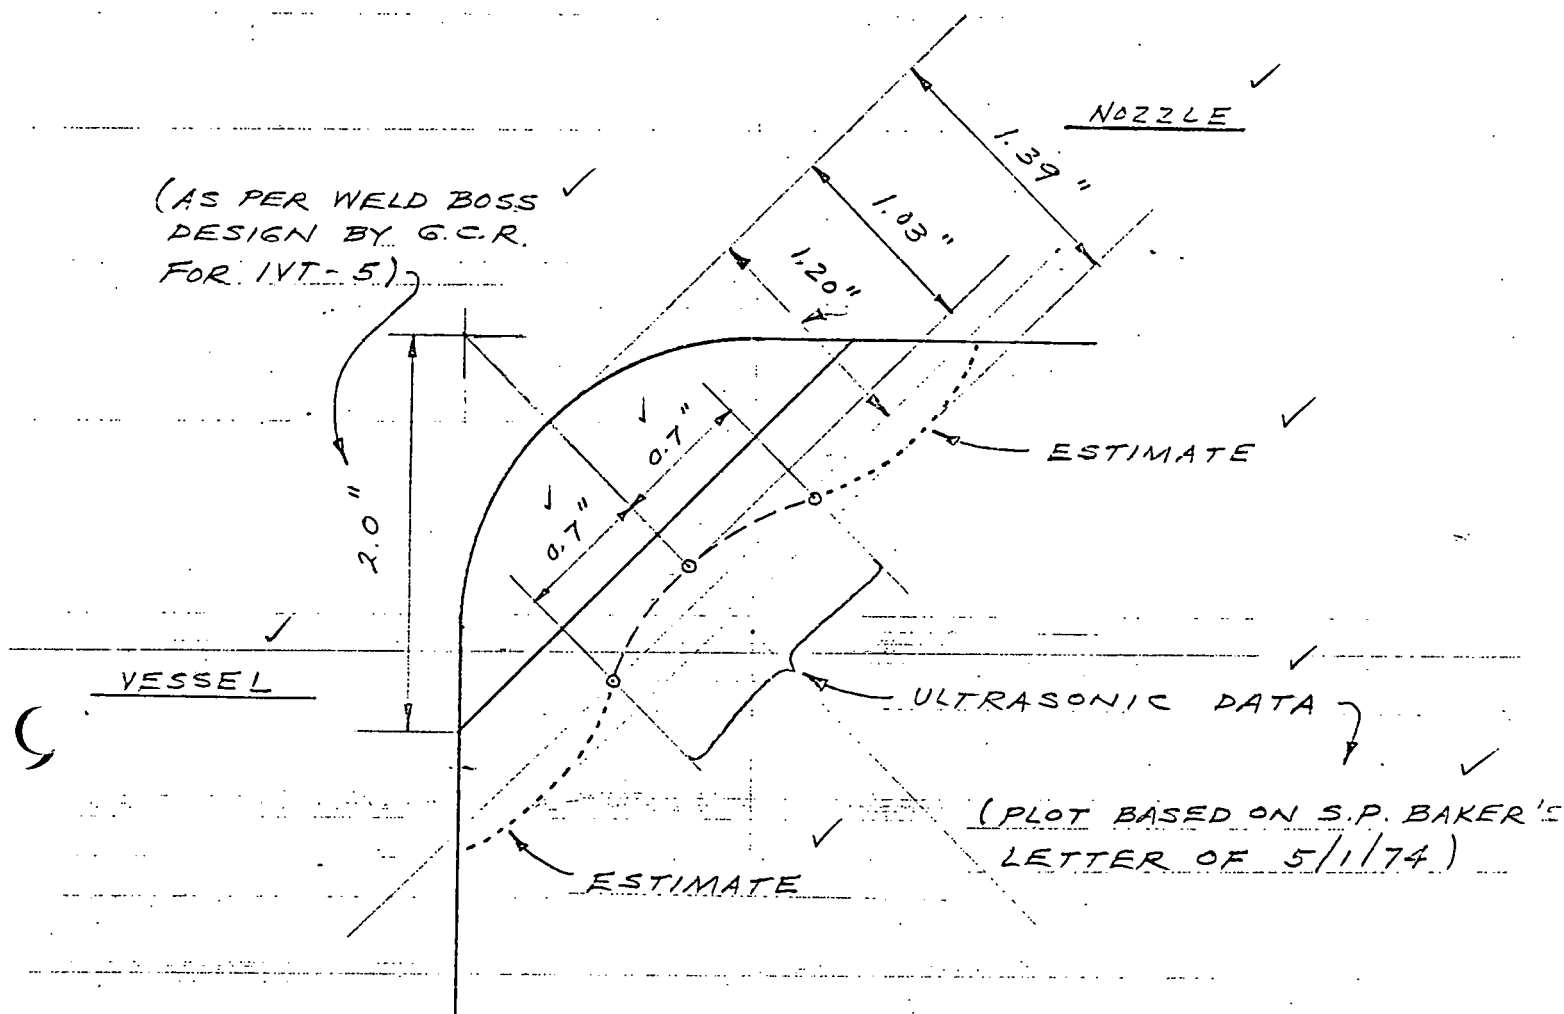 NOZZLE
1.39"
1.03"
1.20"
(AS PER WELD BOSS
DESIGN BY G.C.R.
FOR IVT-5)
0.7"
0.7"
2.0"
ESTIMATE
VESSEL
ULTRASONIC DATA
(PLOT BASED ON S.P. BAKER'S
LETTER OF 5/1/74)
ESTIMATE